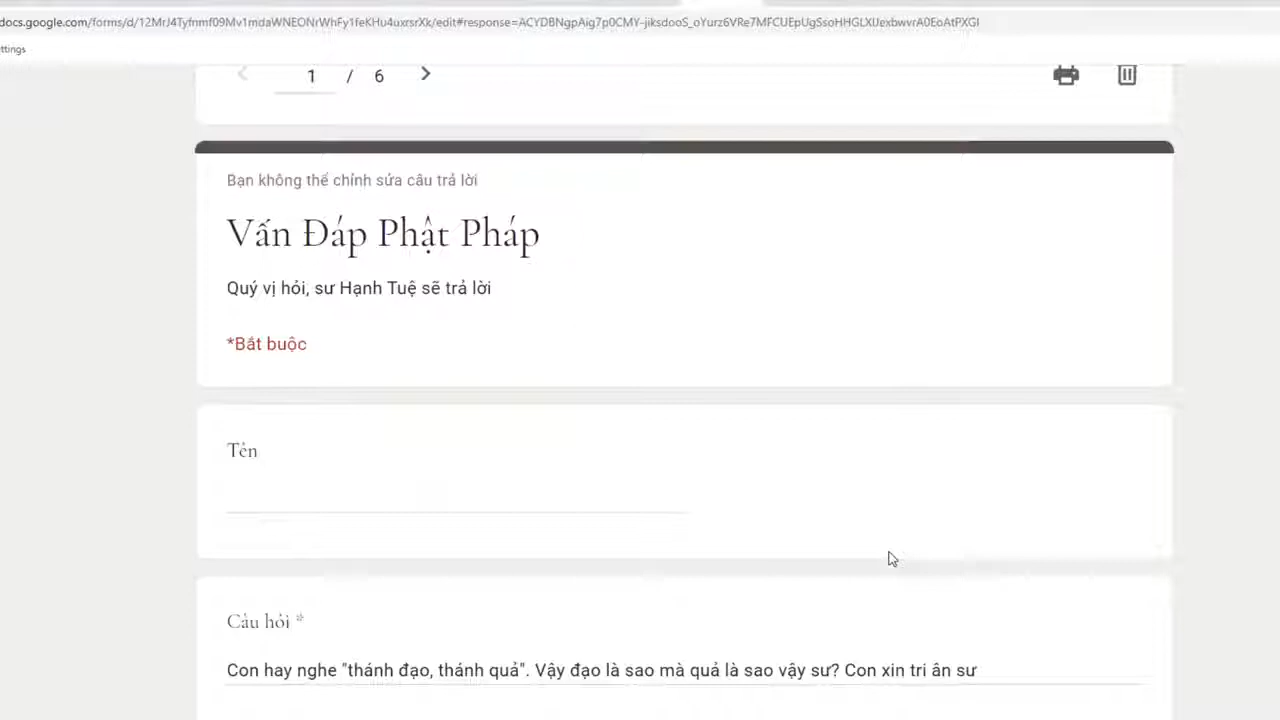 docs.google.com/forms/d/12MrJ4Tyfnmf09Mv1mdaWNEONrWhFy1feKHu4uxrsrXk/edit#response=ACYDBNgpAig7p0CMY-jiksdooS_oYurz6VRe7MFCUEpUgSsoHHGLXlJexbwvrA0EoAtPXGI
ttings
1 / 6
Bạn không thể chỉnh sửa câu trả lời
Vấn Đáp Phật Pháp
Quý vị hỏi, sư Hạnh Tuệ sẽ trả lời
*Bắt buộc
Tên
Câu hỏi *
Con hay nghe "thánh đạo, thánh quả". Vậy đạo là sao mà quả là sao vậy sư? Con xin tri ân sư